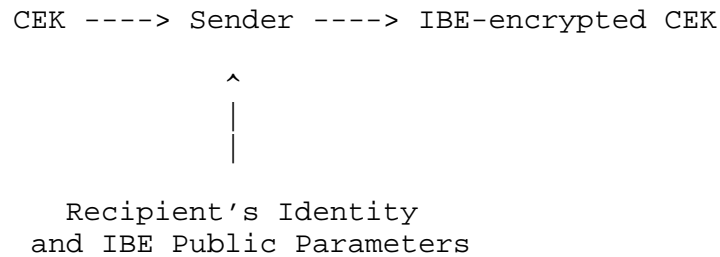 CEK ----> Sender ----> IBE-encrypted CEK
^
|
|
Recipient's Identity
and IBE Public Parameters